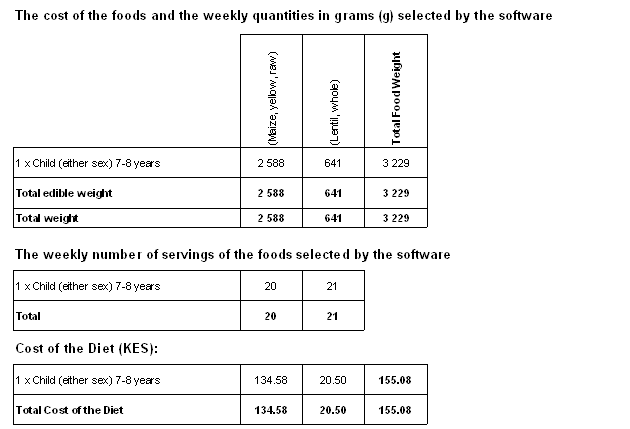 The cost of the foods and the weekly quantities in grams (g) selected by the software
(Maize, yellow, raw)
(Lentil, whole)
Total Food Weight
1 x Child (either sex) 7-8 years 2 588 641 3 229
Total edible weight 2 588 641 3 229
Total weight 2 588 641 3 229
The weekly number of servings of the foods selected by the software
1 x Child (either sex) 7-8 years 20 21
Total 20 21
Cost of the Diet (KES):
1 x Child (either sex) 7-8 years 134.58 20.50 155.08
Total Cost of the Diet 134.58 20.50 155.08